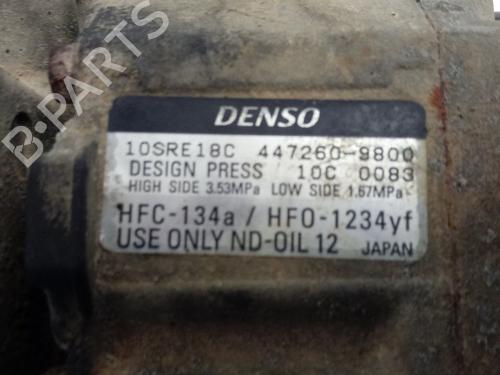 B-PARTS
DENSO
10SRE18C 447260-9800
DESIGN PRESS 10C 0083
HIGH SIDE 3.53MPa LOW SIDE 1.67MPa
HFC-134a / HFO-1234yf
USE ONLY ND-OIL 12 JAPAN